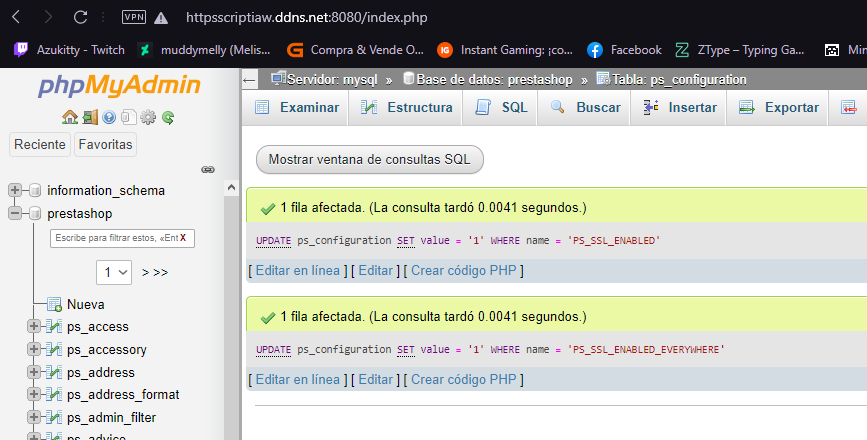 VPN httpsscriptiaw.ddns.net:8080/index.php
Azukitty - Twitch muddymelly (Melis... Compra & Vende O... Instant Gaming: ¡co... Facebook ZType – Typing Ga... Min
phpMyAdmin
Reciente Favoritas
information_schema
prestashop
Escribe para filtrar estos, «Ent X
1 > >>
Nueva
ps_access
ps_accessory
ps_address
ps_address_format
ps_admin_filter
ps_advice
Servidor: mysql » Base de datos: prestashop » Tabla: ps_configuration
Examinar Estructura SQL Buscar Insertar Exportar
Mostrar ventana de consultas SQL
1 fila afectada. (La consulta tardó 0.0041 segundos.)
UPDATE ps_configuration SET value = '1' WHERE name = 'PS_SSL_ENABLED'
[ Editar en línea ] [ Editar ] [ Crear código PHP ]
1 fila afectada. (La consulta tardó 0.0041 segundos.)
UPDATE ps_configuration SET value = '1' WHERE name = 'PS_SSL_ENABLED_EVERYWHERE'
[ Editar en línea ] [ Editar ] [ Crear código PHP ]